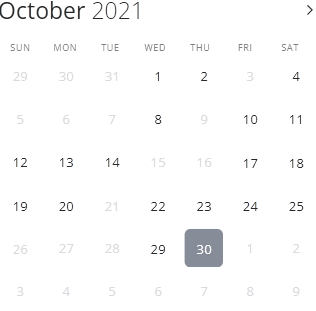 October 2021
SUN MON TUE WED THU FRI SAT
29 30 31 1 2 3 4
5 6 7 8 9 10 11
12 13 14 15 16 17 18
19 20 21 22 23 24 25
26 27 28 29 30 1 2
3 4 5 6 7 8 9